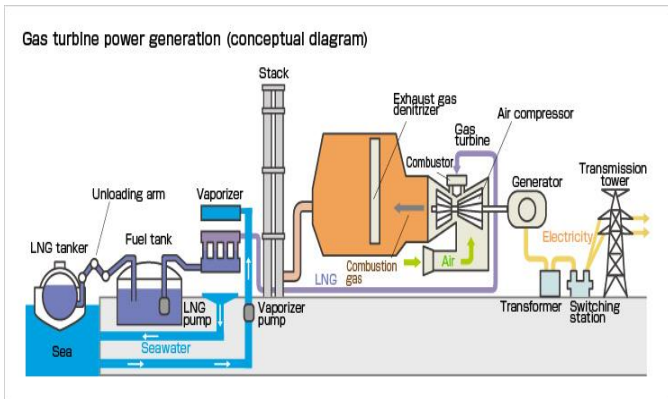 Gas turbine power generation (conceptual diagram)
Stack
Exhaust gas
denitrizer
Air compressor
Gas
turbine
Combustor
Transmission
tower
Generator
Unloading arm
Vaporizer
LNG tanker
Fuel tank
Electricity
Combustion
gas
Air
LNG
LNG
pump
Vaporizer
pump
Transformer
Switching
station
Sea
Seawater